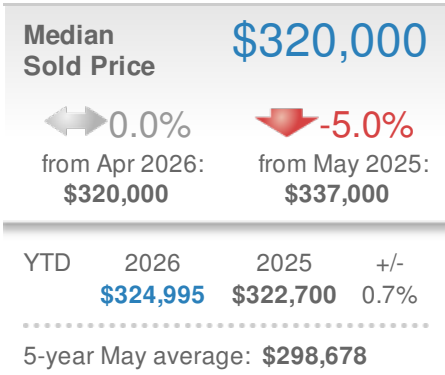 Median $320,000
Sold Price
0.0% -5.0%
from Apr 2026: from May 2025:
$320,000 $337,000
YTD 2026 2025 +/-
$324,995 $322,700 0.7%
5-year May average: $298,678